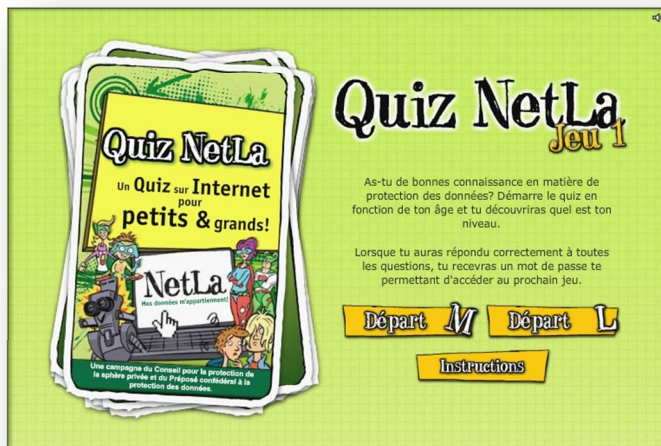 Quiz NetLa
Un Quiz sur Internet
pour
petits & grands!
NetLa
Mes données m'appartiennent!
Une campagne du Conseil pour la protection de
la sphère privée et du Préposé confédéral à la
protection des données.
Quiz NetLa
Jeu 1
As-tu de bonnes connaissance en matière de
protection des données? Démarre le quiz en
fonction de ton âge et tu découvriras quel est ton
niveau.
Lorsque tu auras répondu correctement à toutes
les questions, tu recevras un mot de passe te
permettant d'accéder au prochain jeu.
Départ M
Départ L
Instructions